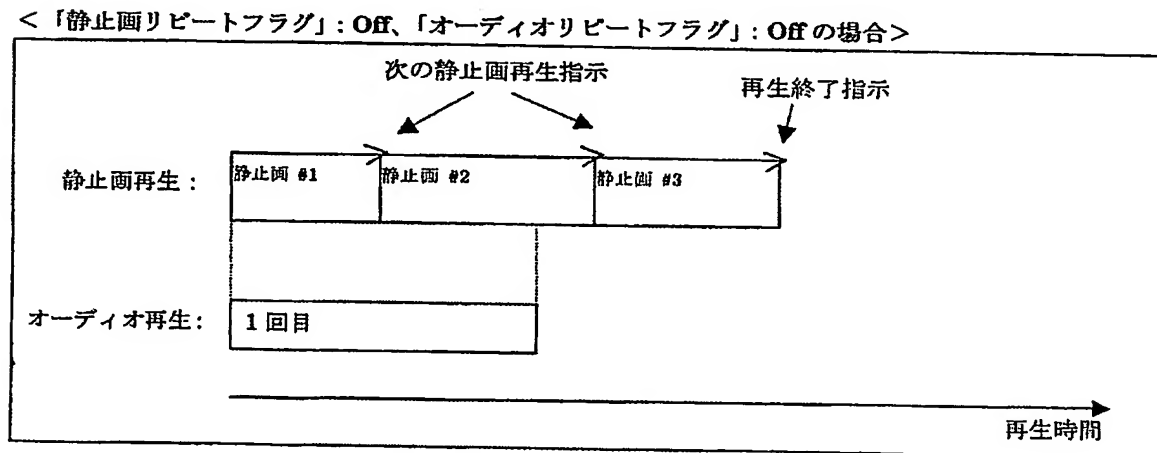 <「静止画リピートフラグ」: Off、「オーディオリピートフラグ」: Off の場合>
次の静止画再生指示
再生終了指示
静止画再生:
静止画 #1
静止画 #2
静止画 #3
オーディオ再生:
1 回目
再生時間